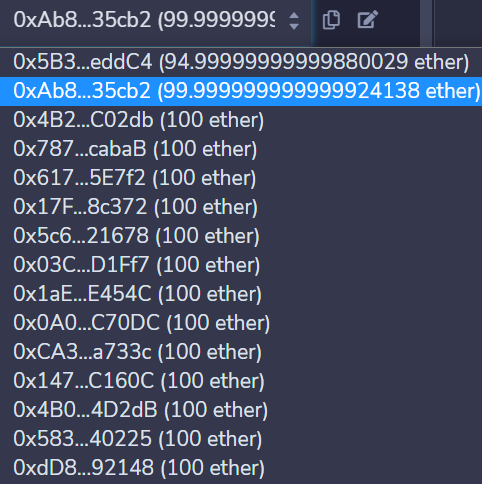 0xAb8...35cb2 (99.9999999
0x5B3...eddC4 (94.99999999999880029 ether)
0xAb8...35cb2 (99.999999999999924138 ether)
0x4B2...C02db (100 ether)
0x787...cabaB (100 ether)
0x617...5E7f2 (100 ether)
0x17F...8c372 (100 ether)
0x5c6...21678 (100 ether)
0x03C...D1Ff7 (100 ether)
0x1aE...E454C (100 ether)
0x0A0...C70DC (100 ether)
0xCA3...a733c (100 ether)
0x147...C160C (100 ether)
0x4B0...4D2dB (100 ether)
0x583...40225 (100 ether)
0xdD8...92148 (100 ether)